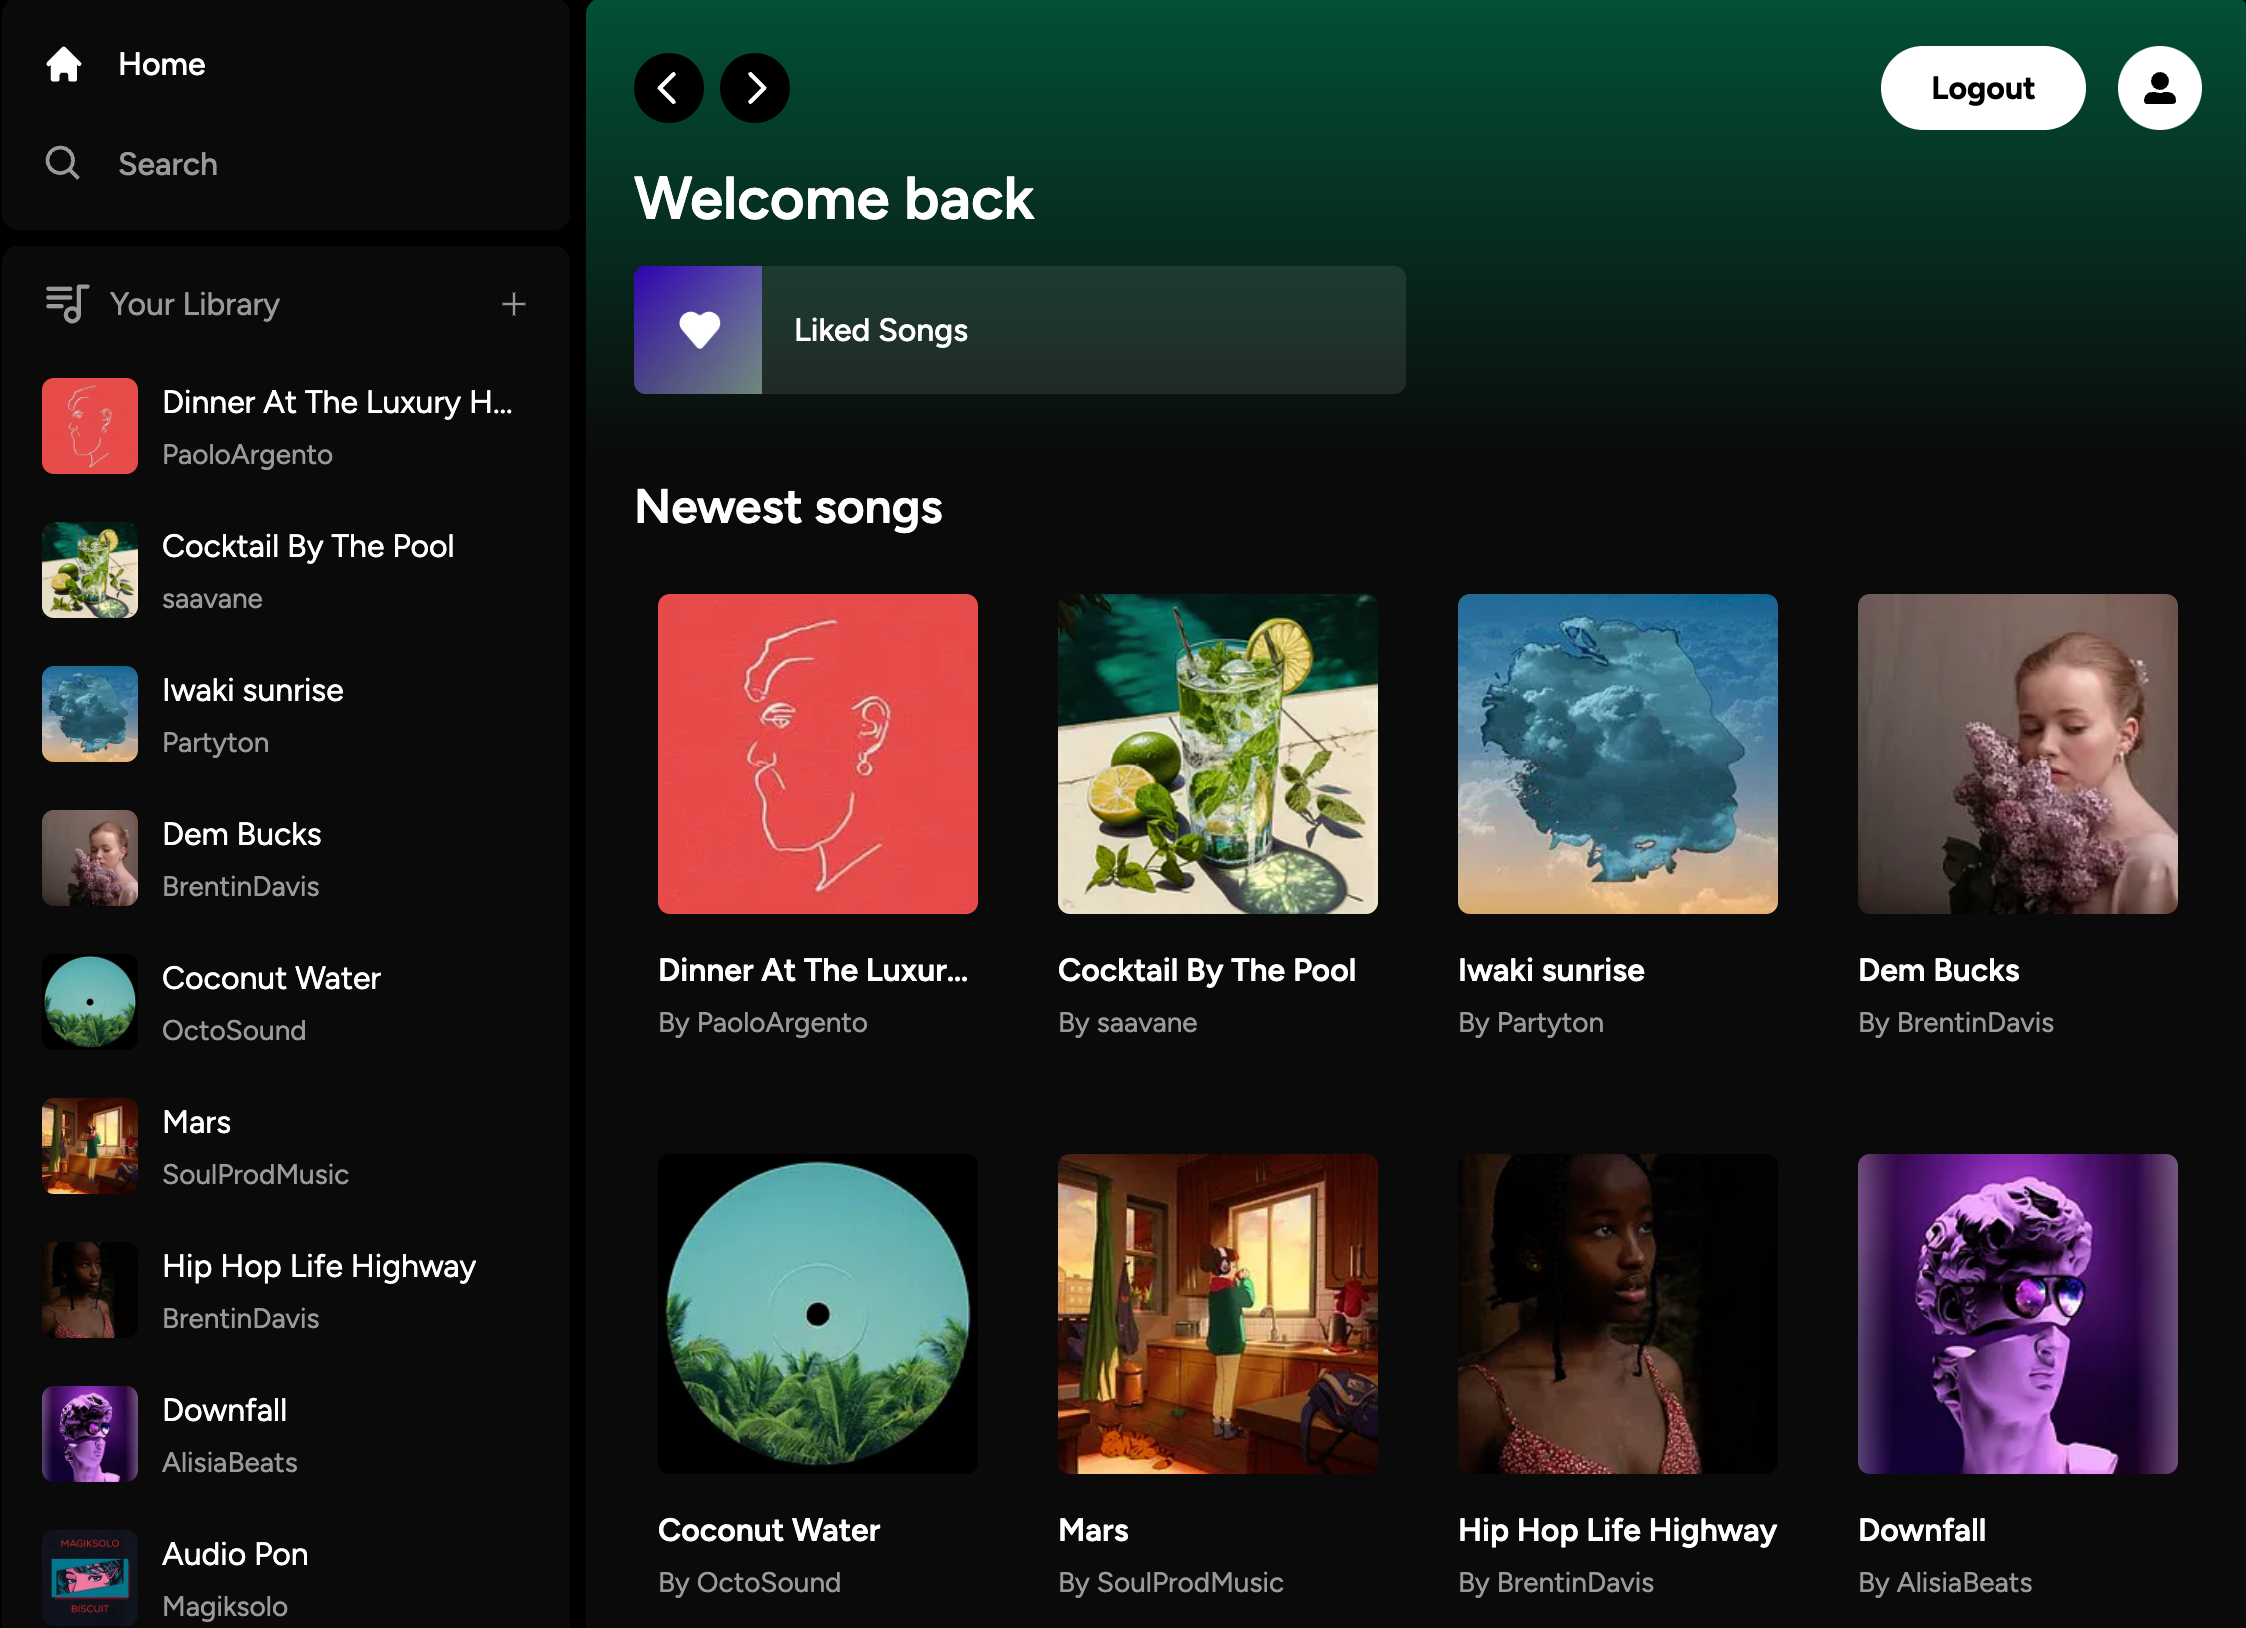 Home
Search
Your Library
Dinner At The Luxury H...
PaoloArgento
Cocktail By The Pool
saavane
Iwaki sunrise
Partyton
Dem Bucks
BrentinDavis
Coconut Water
OctoSound
Mars
SoulProdMusic
Hip Hop Life Highway
BrentinDavis
Downfall
AlisiaBeats
MAGIKSOLO
BISCUIT
Audio Pon
Magiksolo
Logout
Welcome back
Liked Songs
Newest songs
Dinner At The Luxur...
By PaoloArgento
Cocktail By The Pool
By saavane
Iwaki sunrise
By Partyton
Dem Bucks
By BrentinDavis
Coconut Water
By OctoSound
Mars
By SoulProdMusic
Hip Hop Life Highway
By BrentinDavis
Downfall
By AlisiaBeats